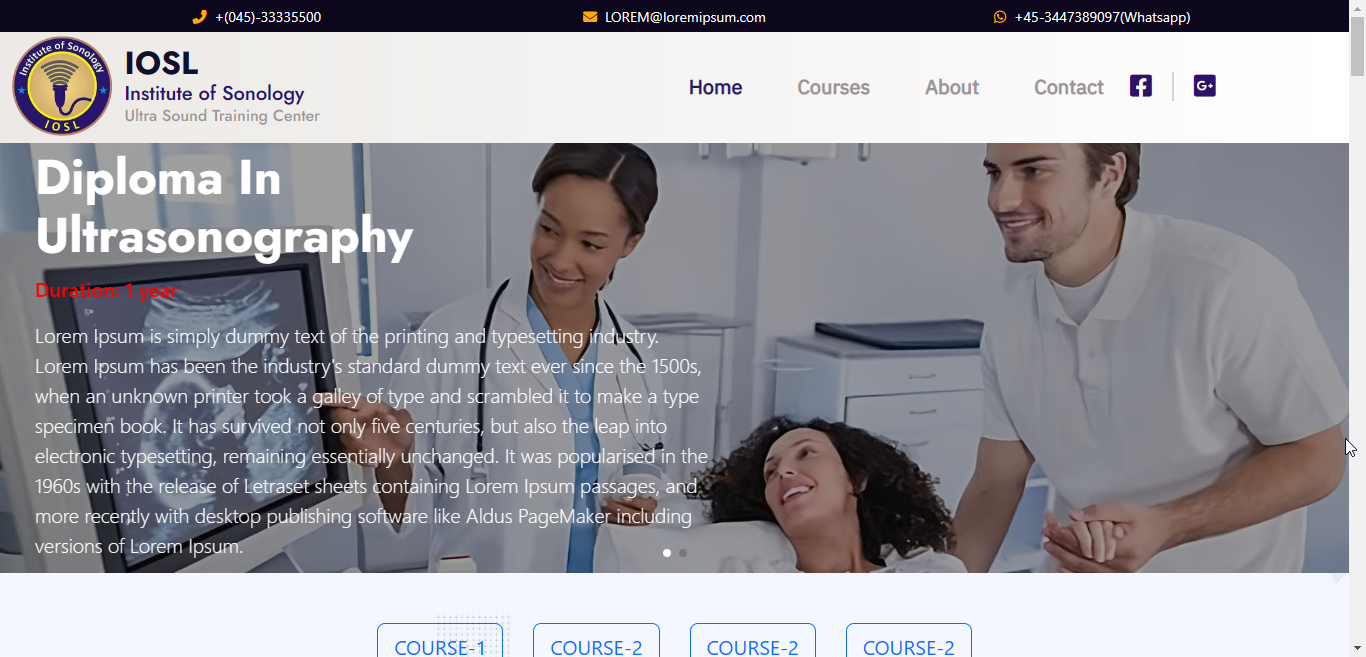 +(045)-33335500
LOREM@loremipsum.com
+45-3447389097(Whatsapp)
Institute of Sonology
IOSL
IOSL
Institute of Sonology
Ultra Sound Training Center
Home
Courses
About
Contact
G+
Diploma In
Ultrasonography
Duration: 1 year
Lorem Ipsum is simply dummy text of the printing and typesetting industry.
Lorem Ipsum has been the industry's standard dummy text ever since the 1500s,
when an unknown printer took a galley of type and scrambled it to make a type
specimen book. It has survived not only five centuries, but also the leap into
electronic typesetting, remaining essentially unchanged. It was popularised in the
1960s with the release of Letraset sheets containing Lorem Ipsum passages, and
more recently with desktop publishing software like Aldus PageMaker including
versions of Lorem Ipsum.
COURSE-1
COURSE-2
COURSE-2
COURSE-2